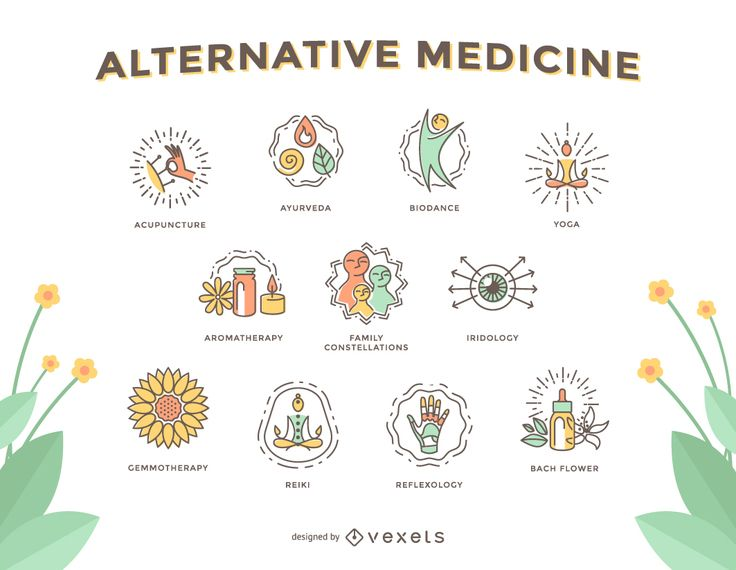 ALTERNATIVE MEDICINE
ACUPUNCTURE
AYURVEDA
BIODANCE
YOGA
AROMATHERAPY
FAMILY
CONSTELLATIONS
IRIDOLOGY
GEMMOTHERAPY
REIKI
REFLEXOLOGY
BACH FLOWER
designed by vexels